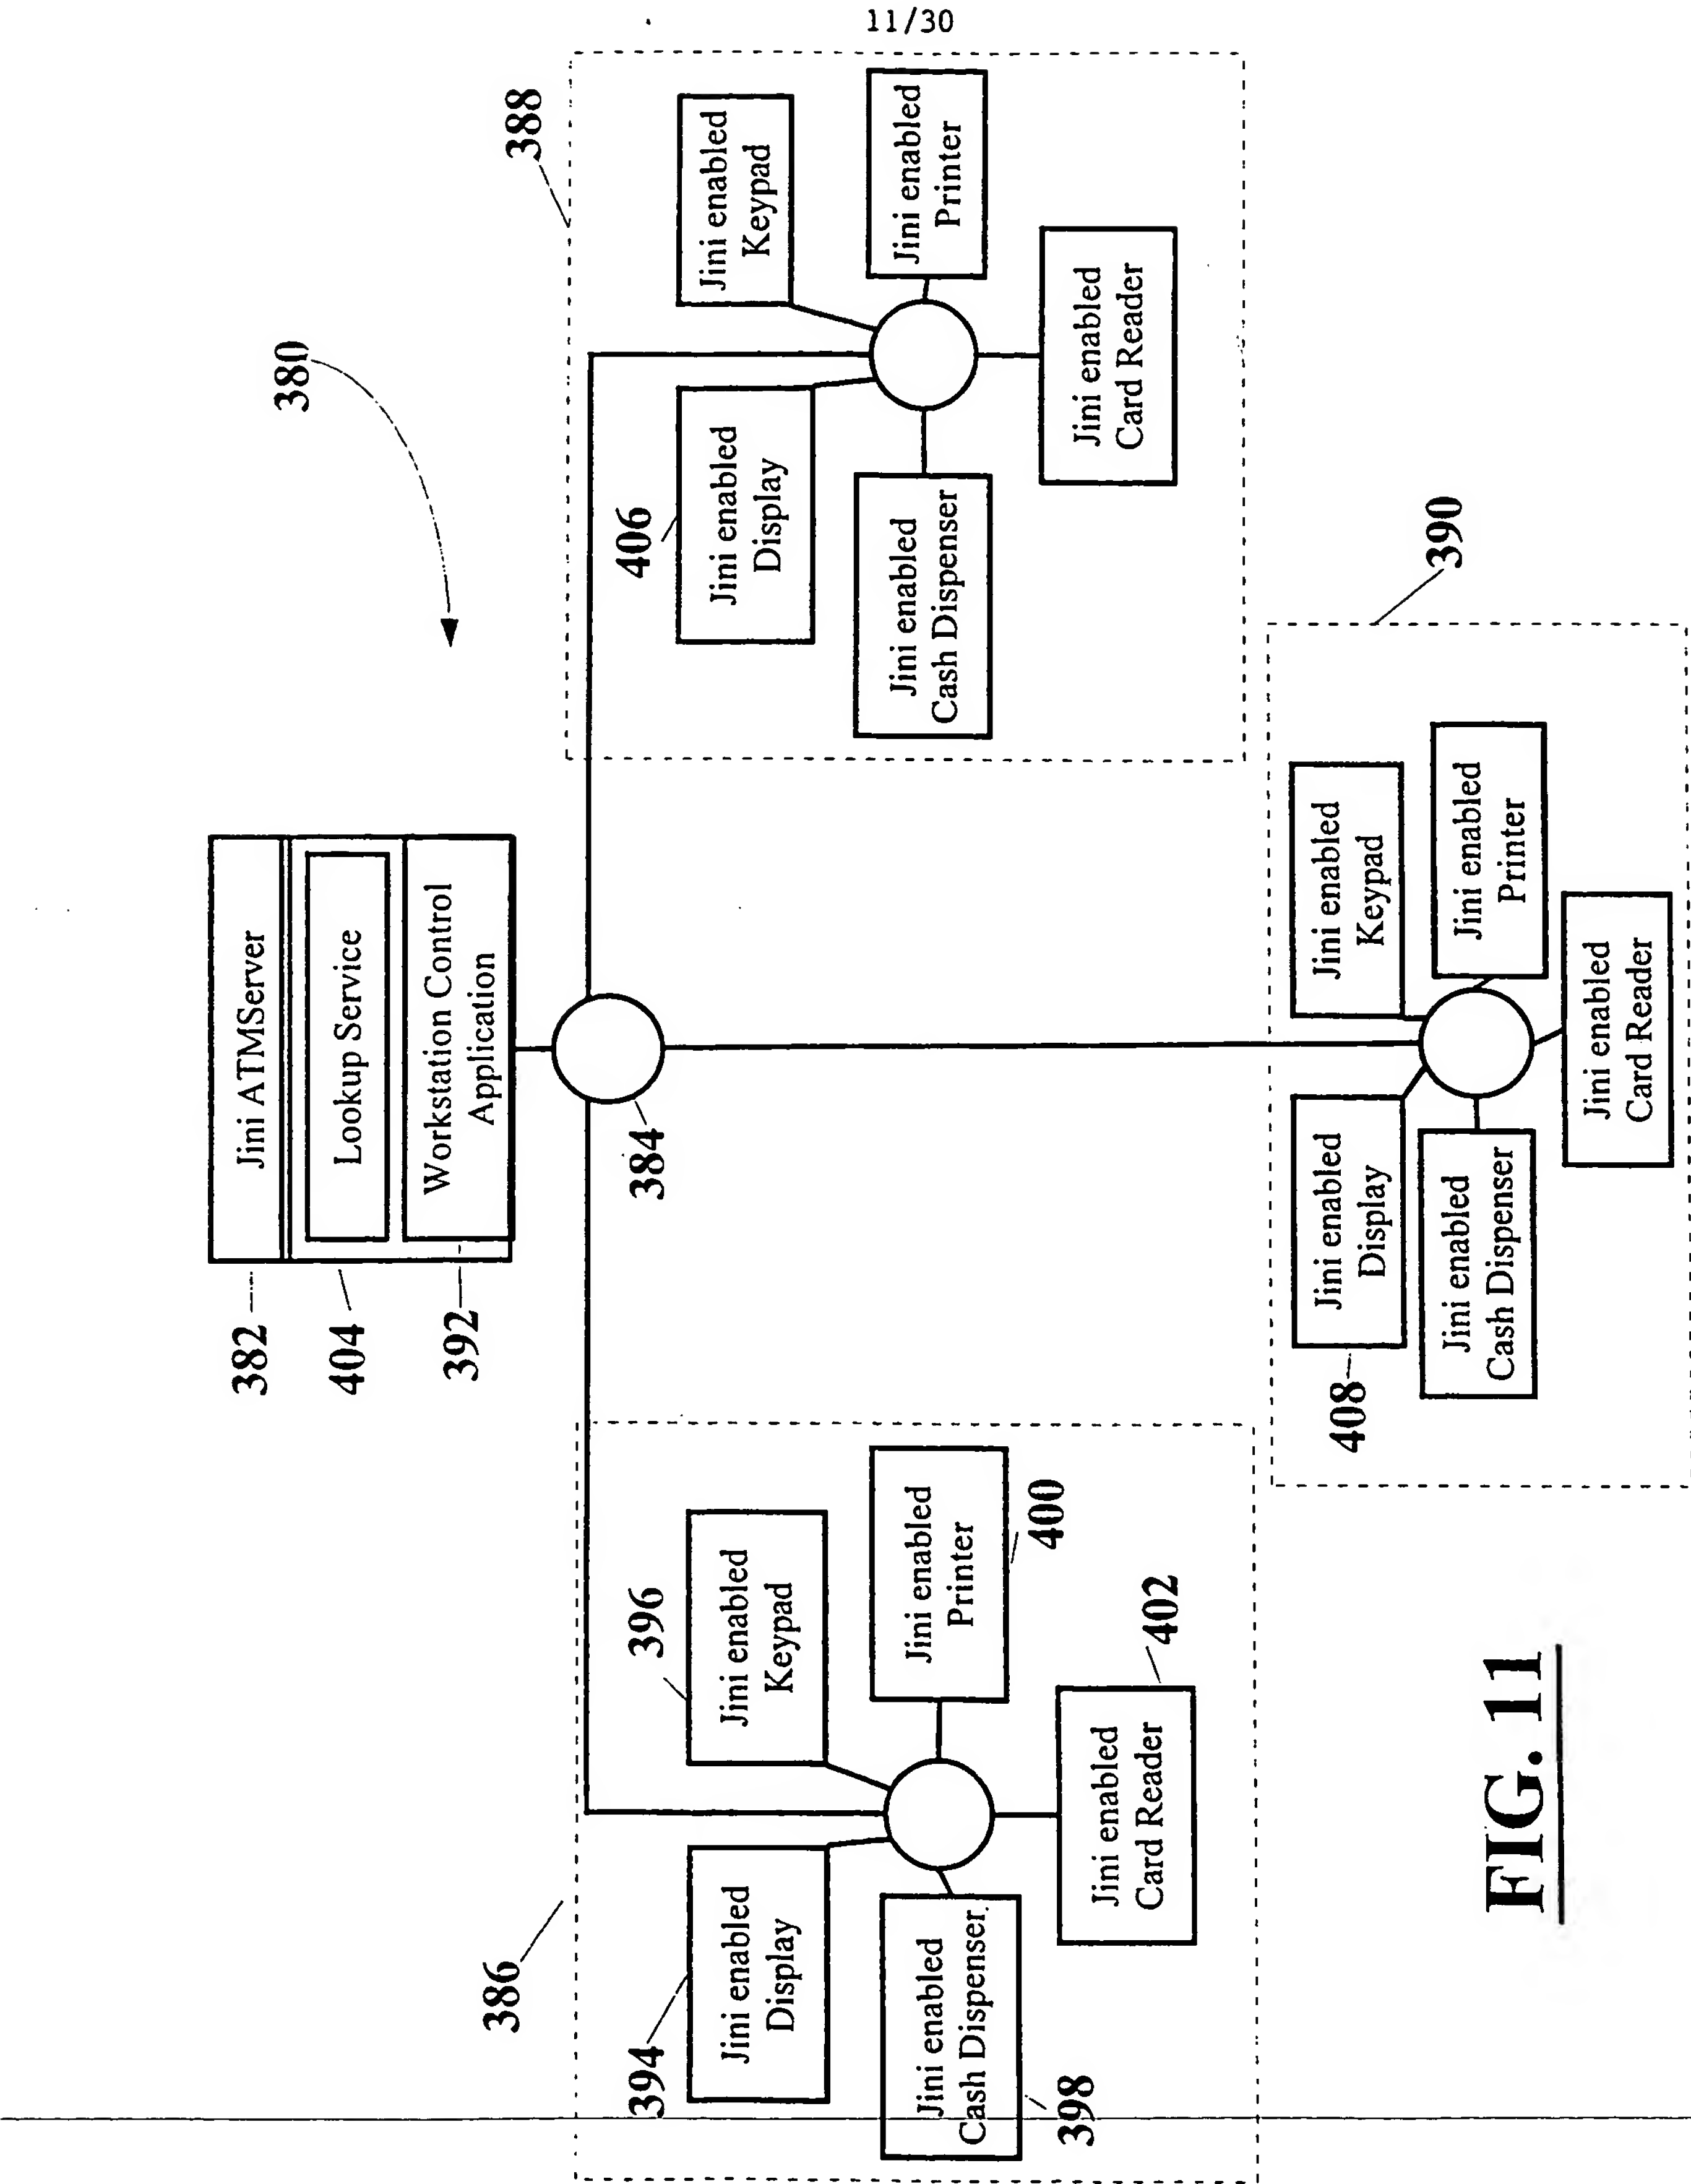 11/30
380
382
Jini ATMServer
404
Lookup Service
392
Workstation Control
Application
384
386
394
Jini enabled
Display
396
Jini enabled
Keypad
398
Jini enabled
Cash Dispenser
Jini enabled
Printer
400
Jini enabled
Card Reader
402
388
406
Jini enabled
Display
Jini enabled
Keypad
Jini enabled
Cash Dispenser
Jini enabled
Printer
Jini enabled
Card Reader
390
408
Jini enabled
Display
Jini enabled
Keypad
Jini enabled
Cash Dispenser
Jini enabled
Printer
Jini enabled
Card Reader
FIG. 11